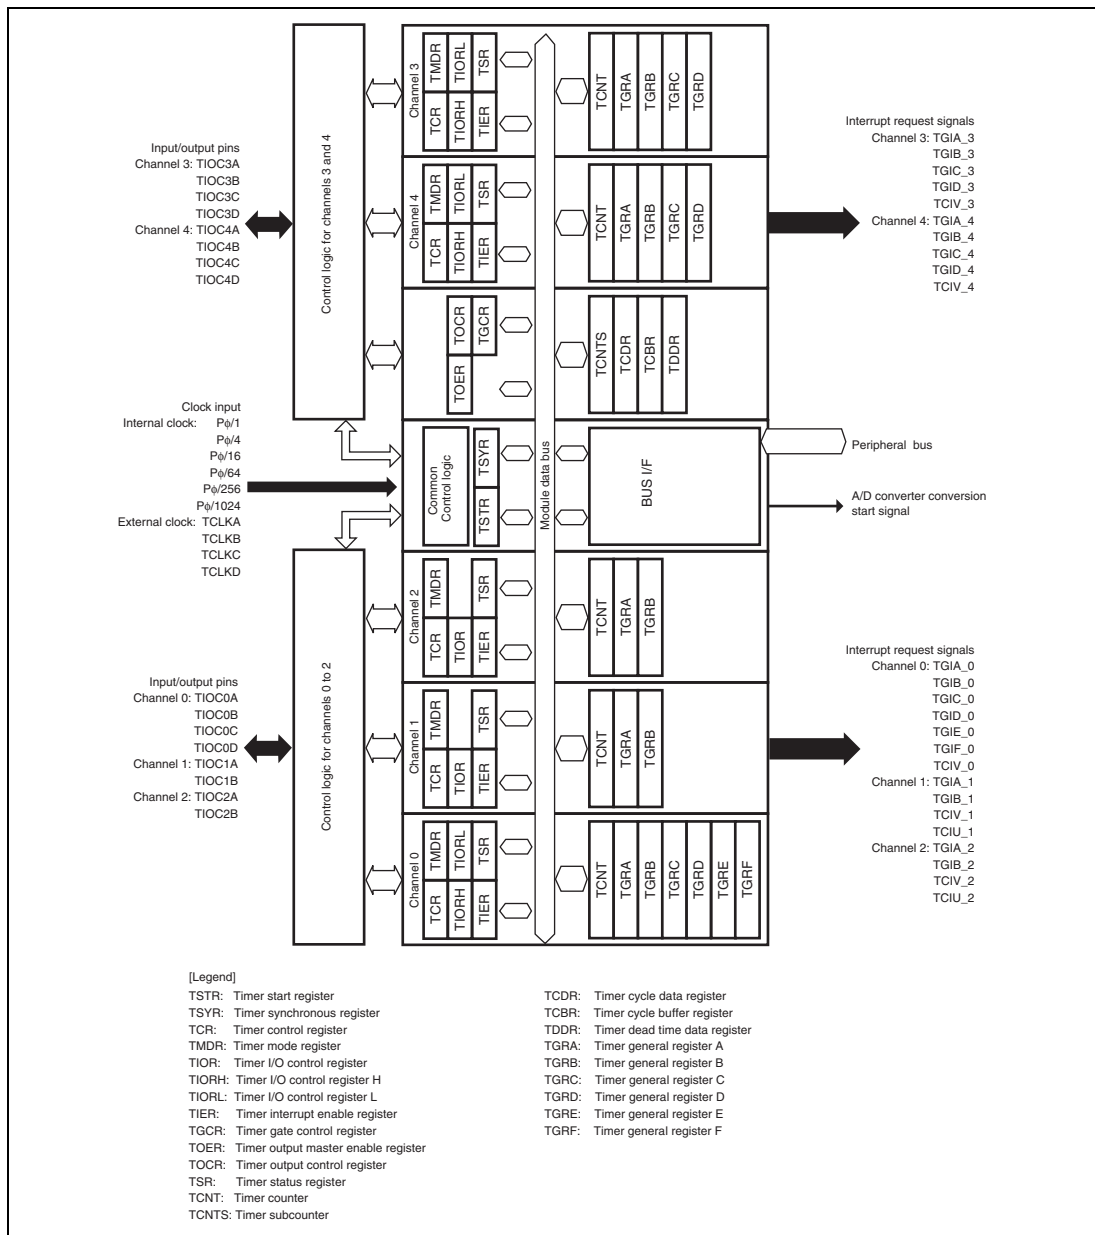 Input/output pins
Channel 3: TIOC3A
TIOC3B
TIOC3C
TIOC3D
Channel 4: TIOC4A
TIOC4B
TIOC4C
TIOC4D
Clock input
Internal clock: Pϕ/1
Pϕ/4
Pϕ/16
Pϕ/64
Pϕ/256
Pϕ/1024
External clock: TCLKA
TCLKB
TCLKC
TCLKD
Input/output pins
Channel 0: TIOC0A
TIOC0B
TIOC0C
TIOC0D
Channel 1: TIOC1A
TIOC1B
Channel 2: TIOC2A
TIOC2B
Control logic for channels 3 and 4
Control logic for channels 0 to 2
Channel 3
TMDR
TIORL
TSR
TCR
TIORH
TIER
TCNT
TGRA
TGRB
TGRC
TGRD
Channel 4
TMDR
TIORL
TSR
TCR
TIORH
TIER
TCNT
TGRA
TGRB
TGRC
TGRD
TOCR
TGCR
TOER
TCNTS
TCDR
TCBR
TDDR
Common
Control logic
TSYR
TSTR
Module data bus
BUS I/F
Channel 2
TMDR
TSR
TCR
TIOR
TIER
TCNT
TGRA
TGRB
Channel 1
TMDR
TSR
TCR
TIOR
TIER
TCNT
TGRA
TGRB
Channel 0
TMDR
TIORL
TSR
TCR
TIORH
TIER
TCNT
TGRA
TGRB
TGRC
TGRD
TGRE
TGRF
Interrupt request signals
Channel 3: TGIA_3
TGIB_3
TGIC_3
TGID_3
TCIV_3
Channel 4: TGIA_4
TGIB_4
TGIC_4
TGID_4
TCIV_4
Peripheral bus
A/D converter conversion
start signal
Interrupt request signals
Channel 0: TGIA_0
TGIB_0
TGIC_0
TGID_0
TGIE_0
TGIF_0
TCIV_0
Channel 1: TGIA_1
TGIB_1
TCIV_1
TCIU_1
Channel 2: TGIA_2
TGIB_2
TCIV_2
TCIU_2
[Legend]
TSTR: Timer start register
TSYR: Timer synchronous register
TCR: Timer control register
TMDR: Timer mode register
TIOR: Timer I/O control register
TIORH: Timer I/O control register H
TIORL: Timer I/O control register L
TIER: Timer interrupt enable register
TGCR: Timer gate control register
TOER: Timer output master enable register
TOCR: Timer output control register
TSR: Timer status register
TCNT: Timer counter
TCNTS: Timer subcounter
TCDR: Timer cycle data register
TCBR: Timer cycle buffer register
TDDR: Timer dead time data register
TGRA: Timer general register A
TGRB: Timer general register B
TGRC: Timer general register C
TGRD: Timer general register D
TGRE: Timer general register E
TGRF: Timer general register F